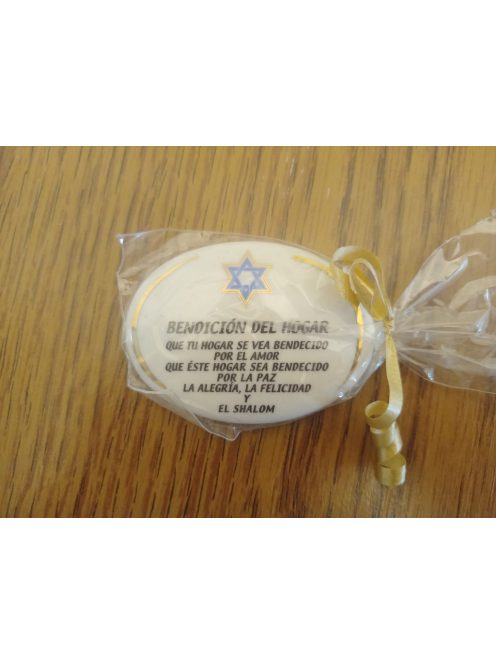 BENDICIÓN DEL HOGAR
QUE TU HOGAR SE VEA BENDECIDO
POR EL AMOR
QUE ÉSTE HOGAR SEA BENDECIDO
POR LA PAZ
LA ALEGRÍA, LA FELICIDAD
Y
EL SHALOM